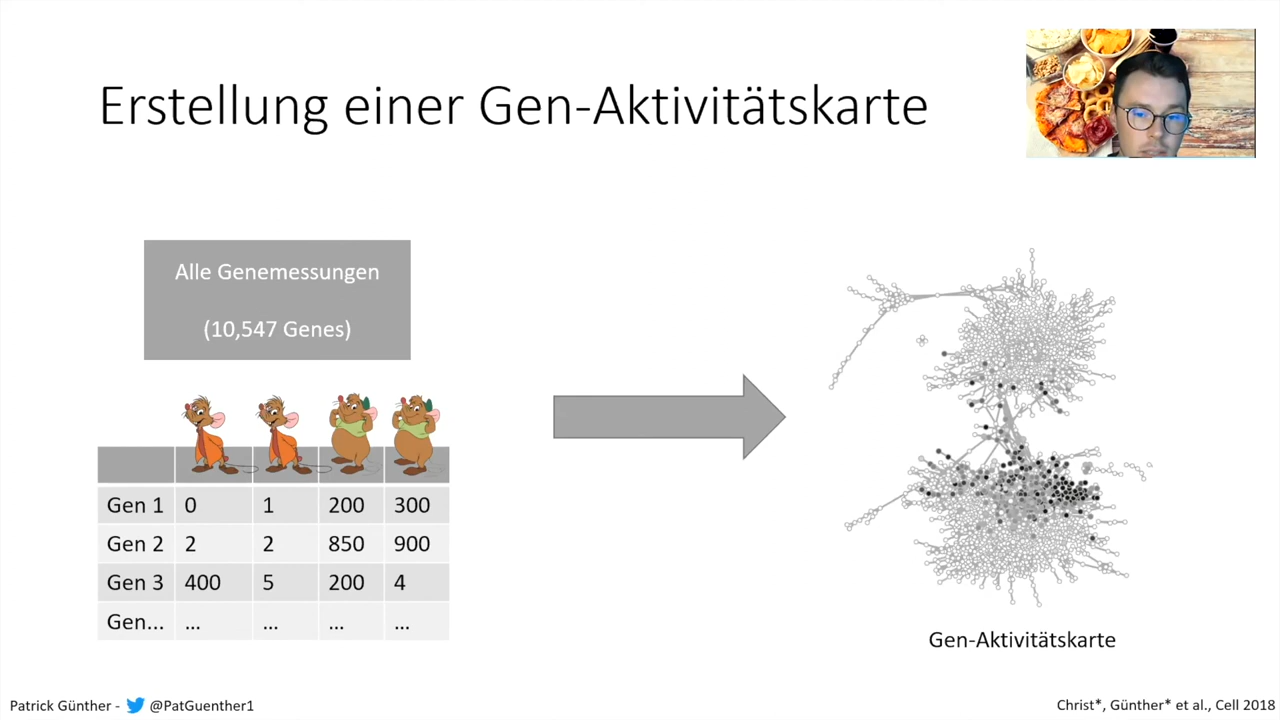 Erstellung einer Gen-Aktivitätskarte
Alle Genemessungen
(10,547 Genes)
Gen 1 0 1 200 300
Gen 2 2 2 850 900
Gen 3 400 5 200 4
Gen... ... ... ... ...
Gen-Aktivitätskarte
Patrick Günther - @PatGuenther1
Christ*, Günther* et al., Cell 2018